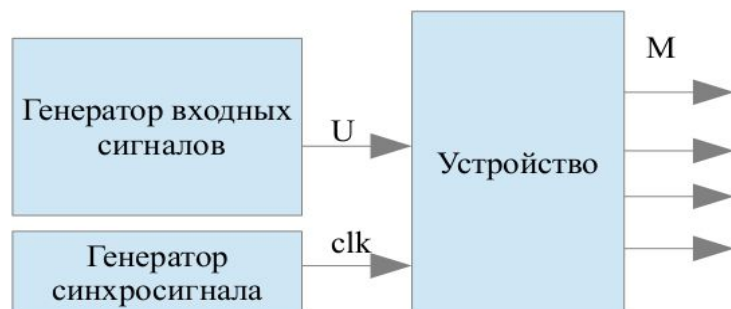 Генератор входных
сигналов
U
Устройство
M
Генератор
синхросигнала
clk